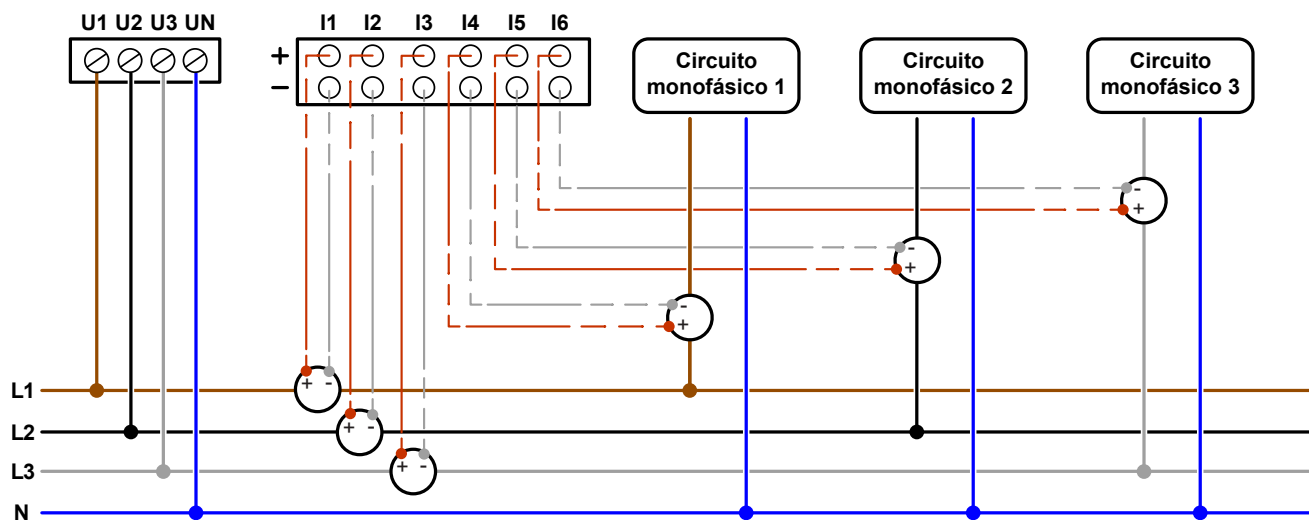 U1 U2 U3 UN
I1 I2 I3 I4 I5 I6
+
−
Circuito
monofásico 1
Circuito
monofásico 2
Circuito
monofásico 3
-
+
-
+
-
+
L1
+ -
L2
+ -
L3
+ -
N